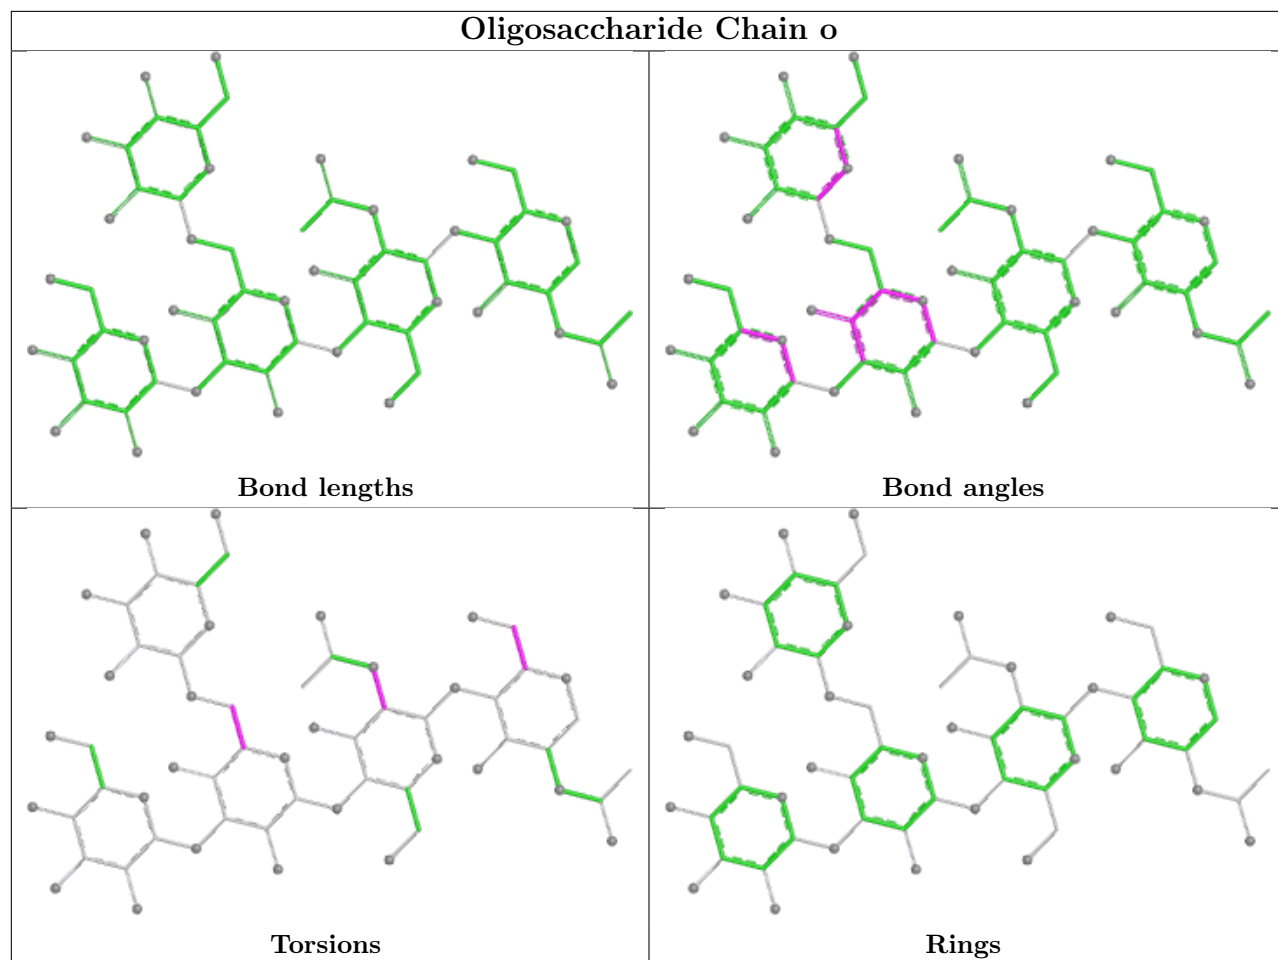 Oligosaccharide Chain o
Bond lengths
Bond angles
Torsions
Rings